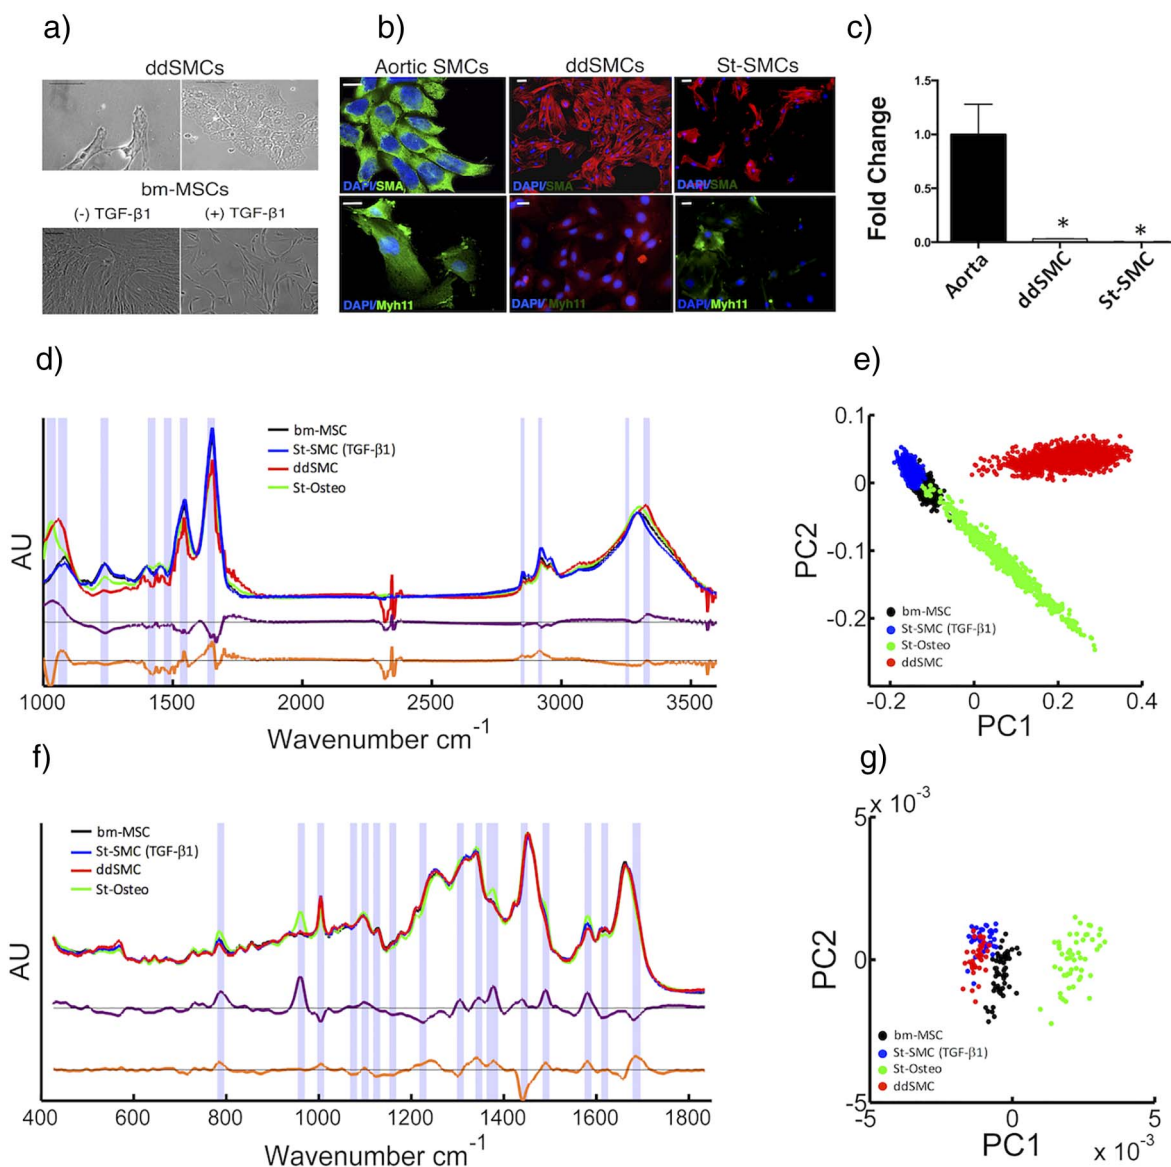 a)
ddSMCs
bm-MSCs
(-) TGF-β1
(+) TGF-β1
b)
Aortic SMCs
ddSMCs
St-SMCs
DAPI/SMA
DAPI/SMA
DAPI/SMA
DAPI/Myh11
DAPI/Myh11
DAPI/Myh11
c)
Fold Change
1.5
1.0
0.5
0.0
*
*
Aorta
ddSMC
St-SMC
d)
AU
bm-MSC
St-SMC (TGF-β1)
ddSMC
St-Osteo
1000 1500 2000 2500 3000 3500
Wavenumber cm⁻¹
e)
PC2
0.1
0
-0.1
-0.2
bm-MSC
St-SMC (TGF-β1)
St-Osteo
ddSMC
-0.2 0 0.2 0.4
PC1
f)
AU
bm-MSC
St-SMC (TGF-β1)
ddSMC
St-Osteo
400 600 800 1000 1200 1400 1600 1800
Wavenumber cm⁻¹
g)
5 x 10⁻³
PC2
0
-5
bm-MSC
St-SMC (TGF-β1)
St-Osteo
ddSMC
-5 0 5
PC1 x 10⁻³